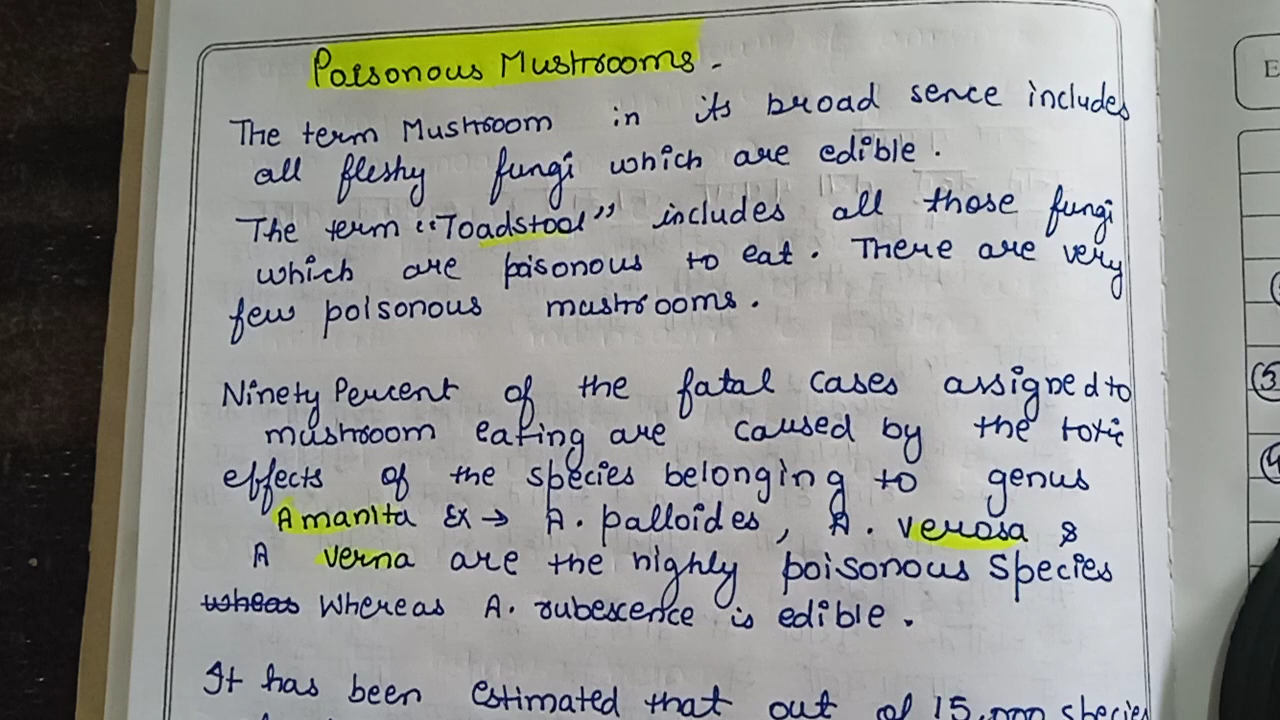 Poisonous Mushrooms.
The term Mushroom in its broad sence includes
all fleshy fungi which are edible.
The term "Toadstool" includes all those fungi
which are poisonous to eat. There are very
few poisonous mushrooms.
Ninety Percent of the fatal cases assigned to
mushroom eating are caused by the toxic
effects of the species belonging to genus
Amanita Ex → A. palloides, A. verosa &
A verna are the highly poisonous species
wheas Whereas A. rubescence is edible.
It has been estimated that out of 15,000 species
E
(5
(4